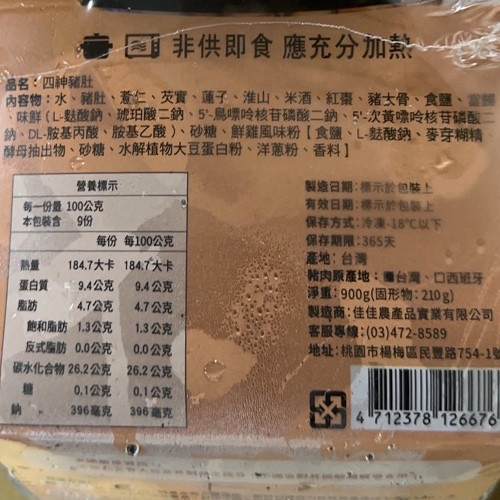 非供即食 應充分加熱
品名：四神豬肚
內容物：水、豬肚、薏仁、芡實、蓮子、淮山、米酒、紅棗、豬大骨、食鹽、
味鮮(L-麩酸鈉、琥珀酸二鈉、5'-鳥嘌呤核苷磷酸二鈉、5'-次黃嘌呤核苷磷酸二
鈉、DL-胺基丙酸、胺基乙酸)、砂糖、鮮雞風味粉【食鹽、L-麩酸鈉、麥芽糊精
酵母抽出物、砂糖、水解植物大豆蛋白粉、洋蔥粉、香料】
營養標示
每一份量 100公克
本包裝含 9份
每份 每100公克
熱量 184.7大卡 184.7大卡
蛋白質 9.4公克 9.4公克
脂肪 4.7公克 4.7公克
飽和脂肪 1.3公克 1.3公克
反式脂肪 0.0公克 0.0公克
碳水化合物 26.2公克 26.2公克
糖 0.1公克 0.1公克
鈉 396毫克 396毫克
製造日期：標示於包裝上
有效日期：標示於包裝上
保存方式：冷凍-18℃以下
保存期限：365天
產地：台灣
豬肉原產地：■台灣、口西班牙
淨重：900g(固形物：210g)
製造商：佳佳農產品實業有限公司
客服專線：(03)472-8589
地址：桃園市楊梅區民豐路754-1號
4 712378 126676